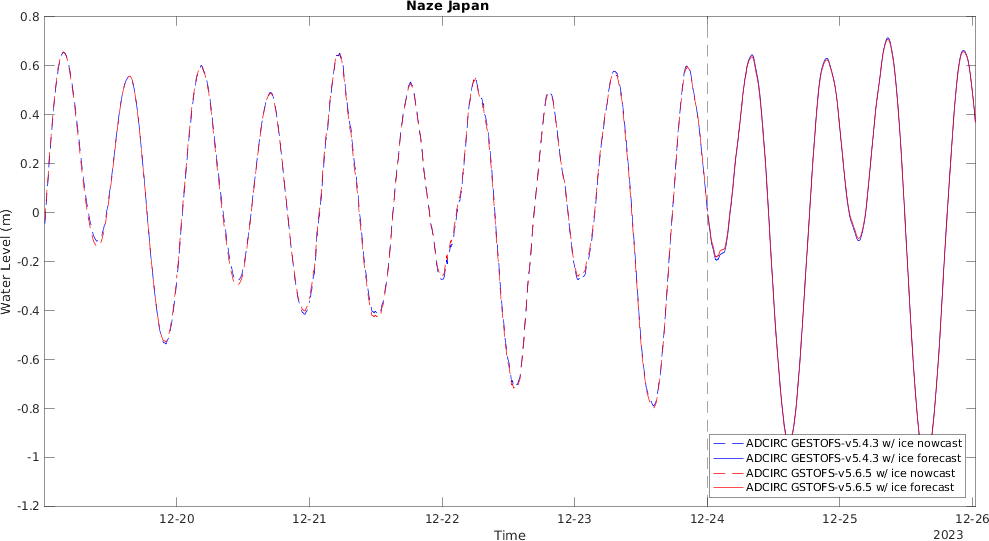 Naze Japan
0.8
0.6
0.4
0.2
0
-0.2
-0.4
-0.6
-0.8
-1
-1.2
Water Level (m)
ADCIRC GESTOFS-v5.4.3 w/ ice nowcast
ADCIRC GESTOFS-v5.4.3 w/ ice forecast
ADCIRC GSTOFS-v5.6.5 w/ ice nowcast
ADCIRC GSTOFS-v5.6.5 w/ ice forecast
12-20 12-21 12-22 12-23 12-24 12-25 12-26
Time
2023